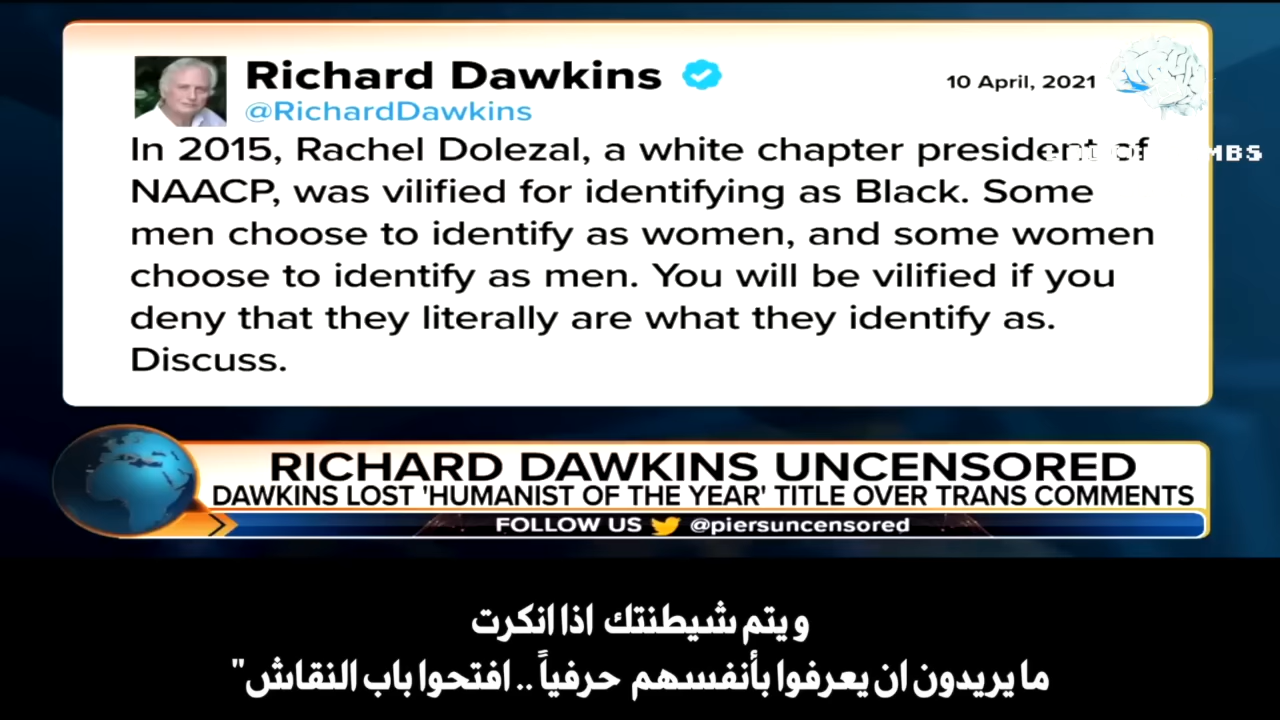 Richard Dawkins
10 April, 2021
@RichardDawkins
In 2015, Rachel Dolezal, a white chapter president of
NAACP, was vilified for identifying as Black. Some
men choose to identify as women, and some women
choose to identify as men. You will be vilified if you
deny that they literally are what they identify as.
Discuss.
RICHARD DAWKINS UNCENSORED
DAWKINS LOST 'HUMANIST OF THE YEAR' TITLE OVER TRANS COMMENTS
FOLLOW US @piersuncensored
ويتم شيطنتك اذا انكرت
ما يريدون ان يعرفوا بأنفسهم حرفياً .. افتحوا باب النقاش"